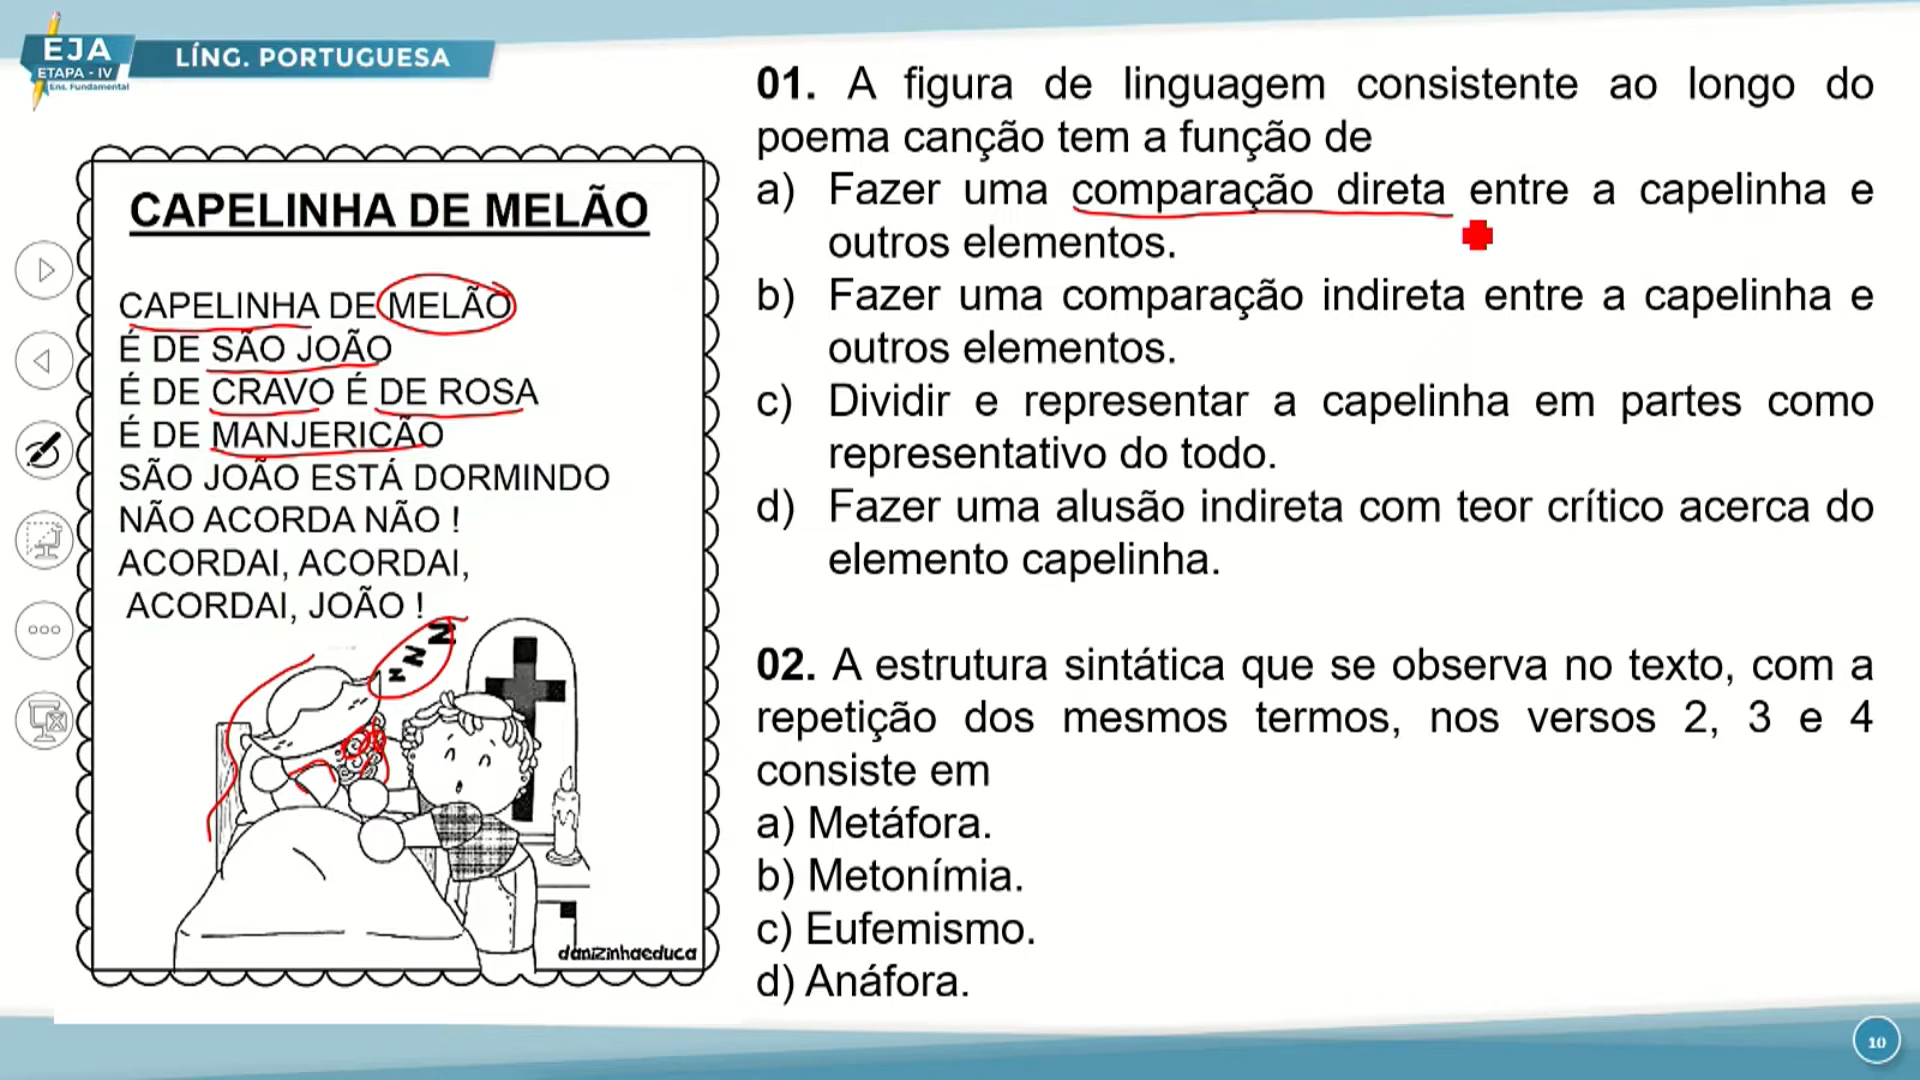 EJA
ETAPA - IV
Ens. Fundamental
LÍNG. PORTUGUESA
CAPELINHA DE MELÃO
CAPELINHA DE MELÃO
É DE SÃO JOÃO
É DE CRAVO É DE ROSA
É DE MANJERICÃO
SÃO JOÃO ESTÁ DORMINDO
NÃO ACORDA NÃO !
ACORDAI, ACORDAI,
ACORDAI, JOÃO !
z z z
danizinhaeduca
01. A figura de linguagem consistente ao longo do
poema canção tem a função de
a) Fazer uma comparação direta entre a capelinha e
outros elementos.
b) Fazer uma comparação indireta entre a capelinha e
outros elementos.
c) Dividir e representar a capelinha em partes como
representativo do todo.
d) Fazer uma alusão indireta com teor crítico acerca do
elemento capelinha.
02. A estrutura sintática que se observa no texto, com a
repetição dos mesmos termos, nos versos 2, 3 e 4
consiste em
a) Metáfora.
b) Metonímia.
c) Eufemismo.
d) Anáfora.
10